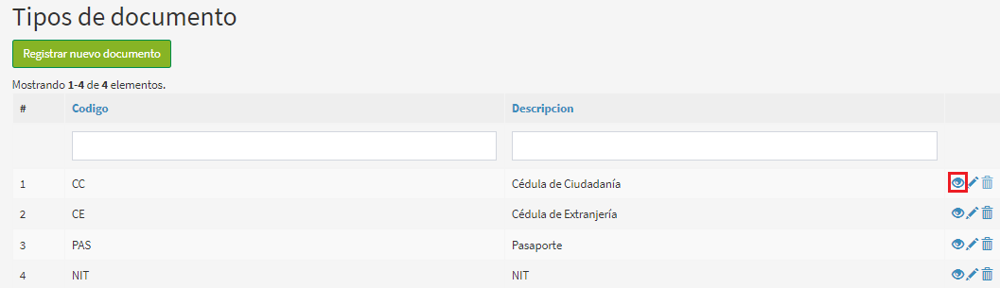 Tipos de documento
Registrar nuevo documento
Mostrando 1-4 de 4 elementos.
# Codigo Descripcion
1 CC Cédula de Ciudadanía
2 CE Cédula de Extranjería
3 PAS Pasaporte
4 NIT NIT